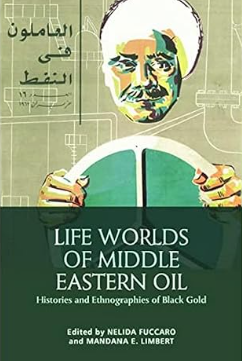 العاملون
في
النفط
LIFE WORLDS
OF MIDDLE
EASTERN OIL
Histories and Ethnographies of Black Gold
Edited by NELIDA FUCCARO
and MANDANA E. LIMBERT